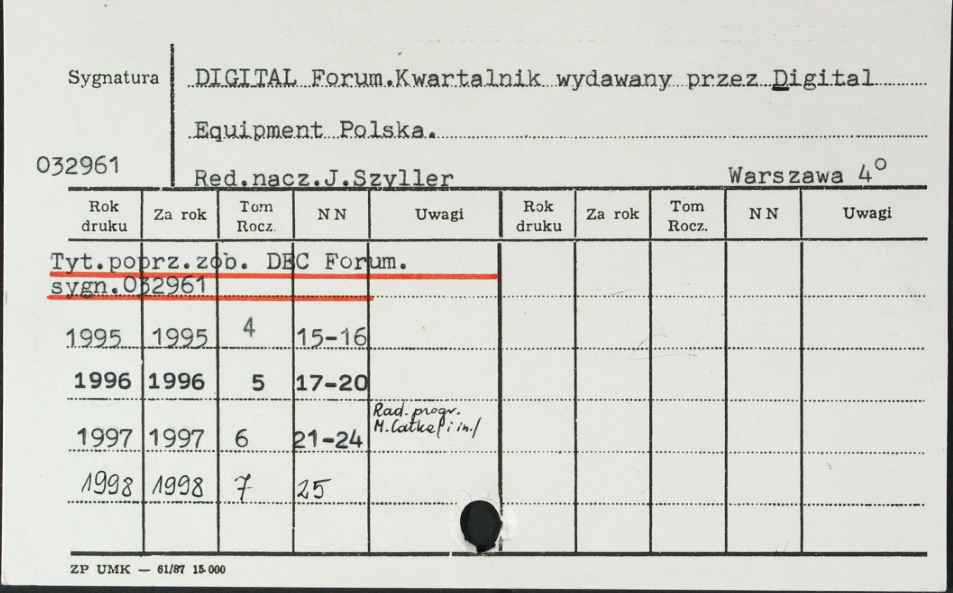 Sygnatura DIGITAL Forum.Kwartalnik wydawany przez Digital
Equipment Polska.
032961
Red.nacz.J.Szyller Warszawa 4°
Rok druku Za rok Tom Rocz. NN Uwagi Rok druku Za rok Tom Rocz. NN Uwagi
Tyt.poprz.zob. DEC Forum.
sygn.032961
1995 1995 4 15-16
1996 1996 5 17-20
Rad. progr.
1997 1997 6 21-24 M. /i in./
1998 1998 7 25
ZP UMK — 61/87 15.000